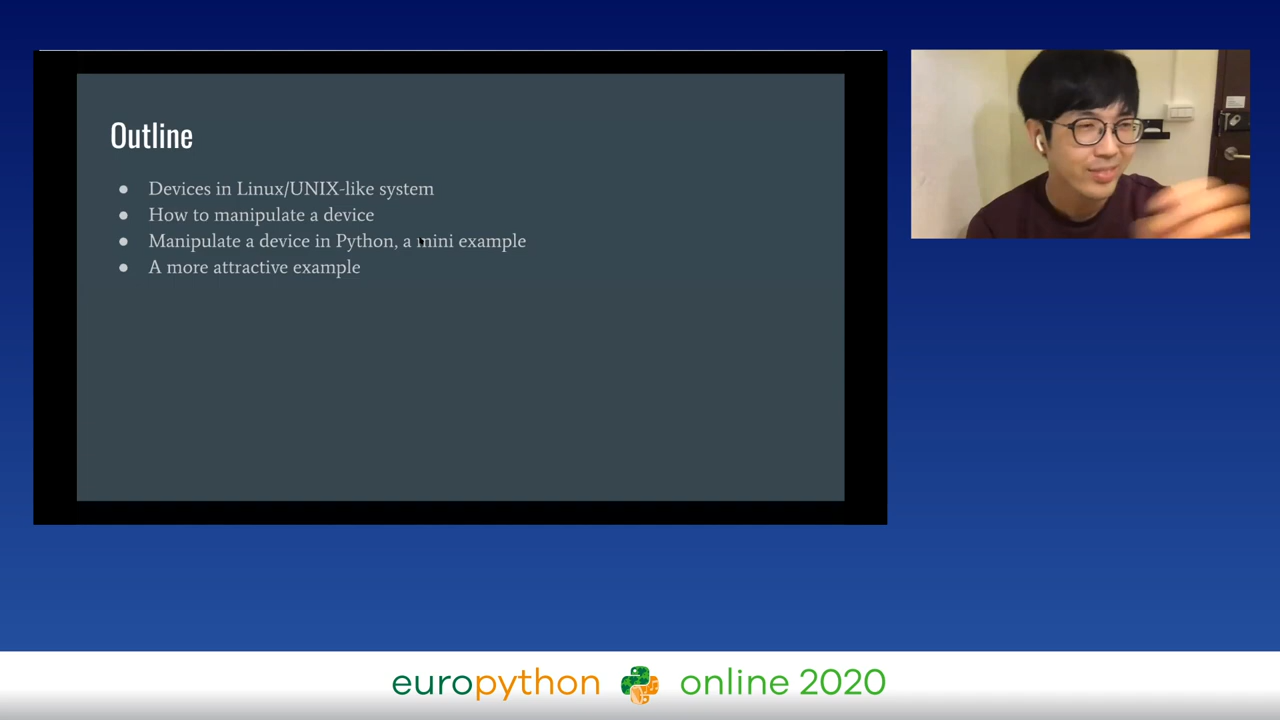 Outline
● Devices in Linux/UNIX-like system
● How to manipulate a device
● Manipulate a device in Python, a mini example
● A more attractive example
europython online 2020